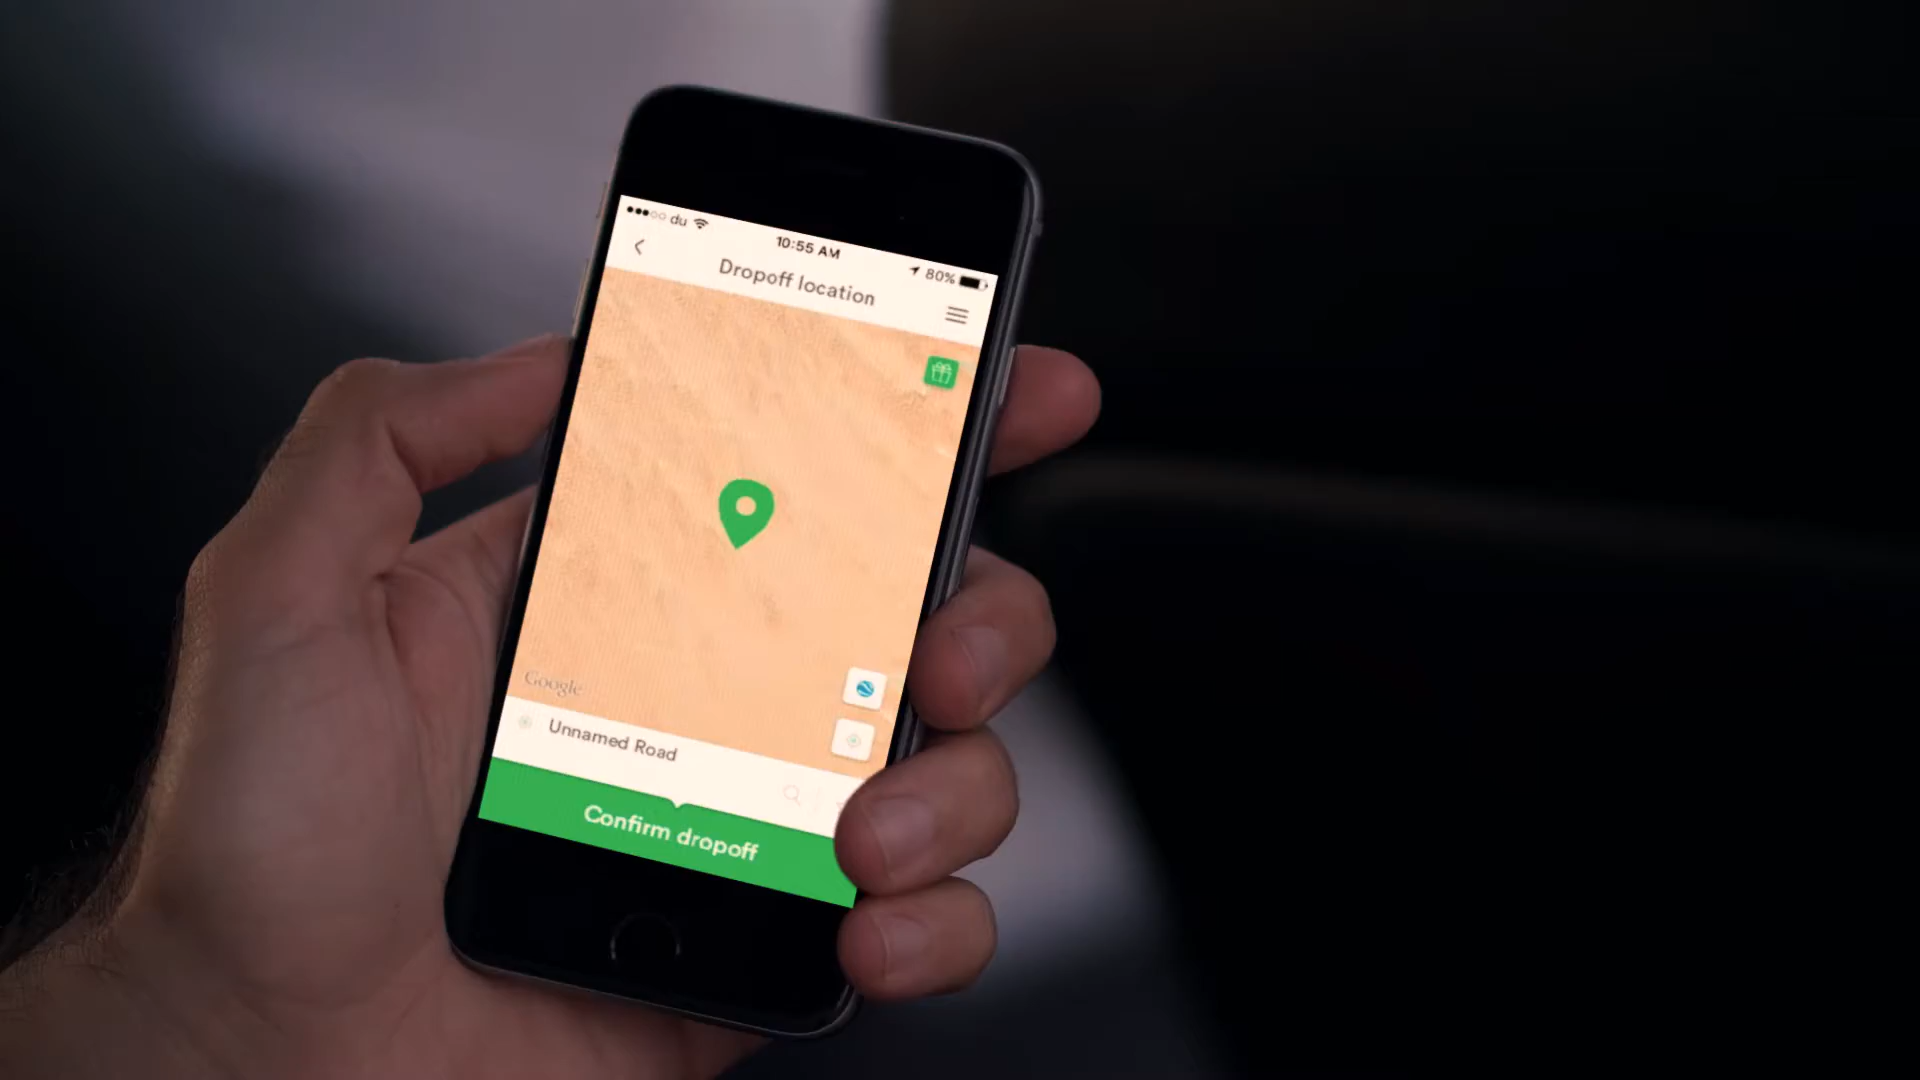 du
10:55 AM
80%
Dropoff location
Google
Unnamed Road
Confirm dropoff